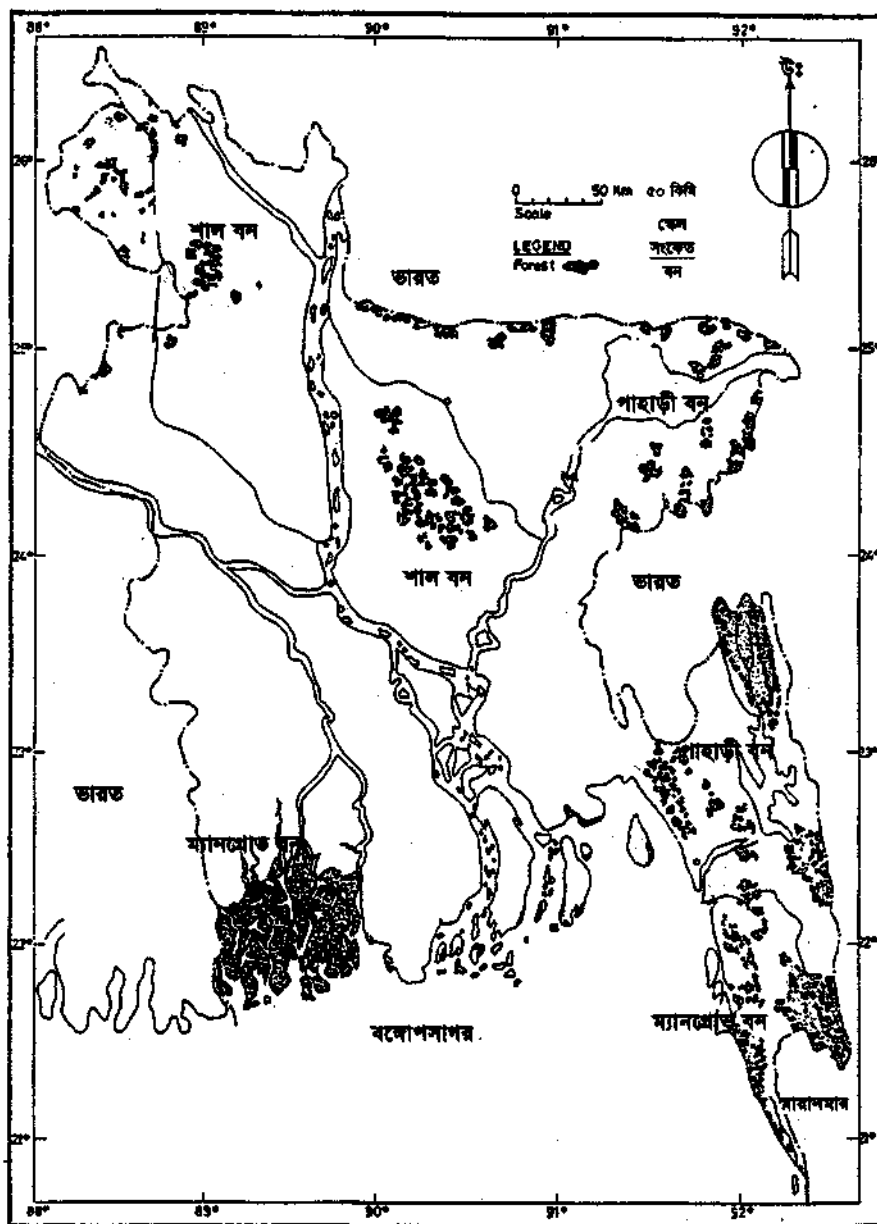 88° 89° 90° 91° 92°
উঃ
26° 26°
0 50 Km ৫০ কিমি
Scale স্কেল
LEGEND সংকেত
Forest বন
শাল বন
ভারত
25° 25°
পাহাড়ী বন
24° 24°
শাল বন
ভারত
23° 23°
পাহাড়ী বন
ভারত
ম্যানগ্রোভ বন
22° 22°
ম্যানগ্রোভ বন
বঙ্গোপসাগর
21° 21°
88° 89° 90° 91° 92°